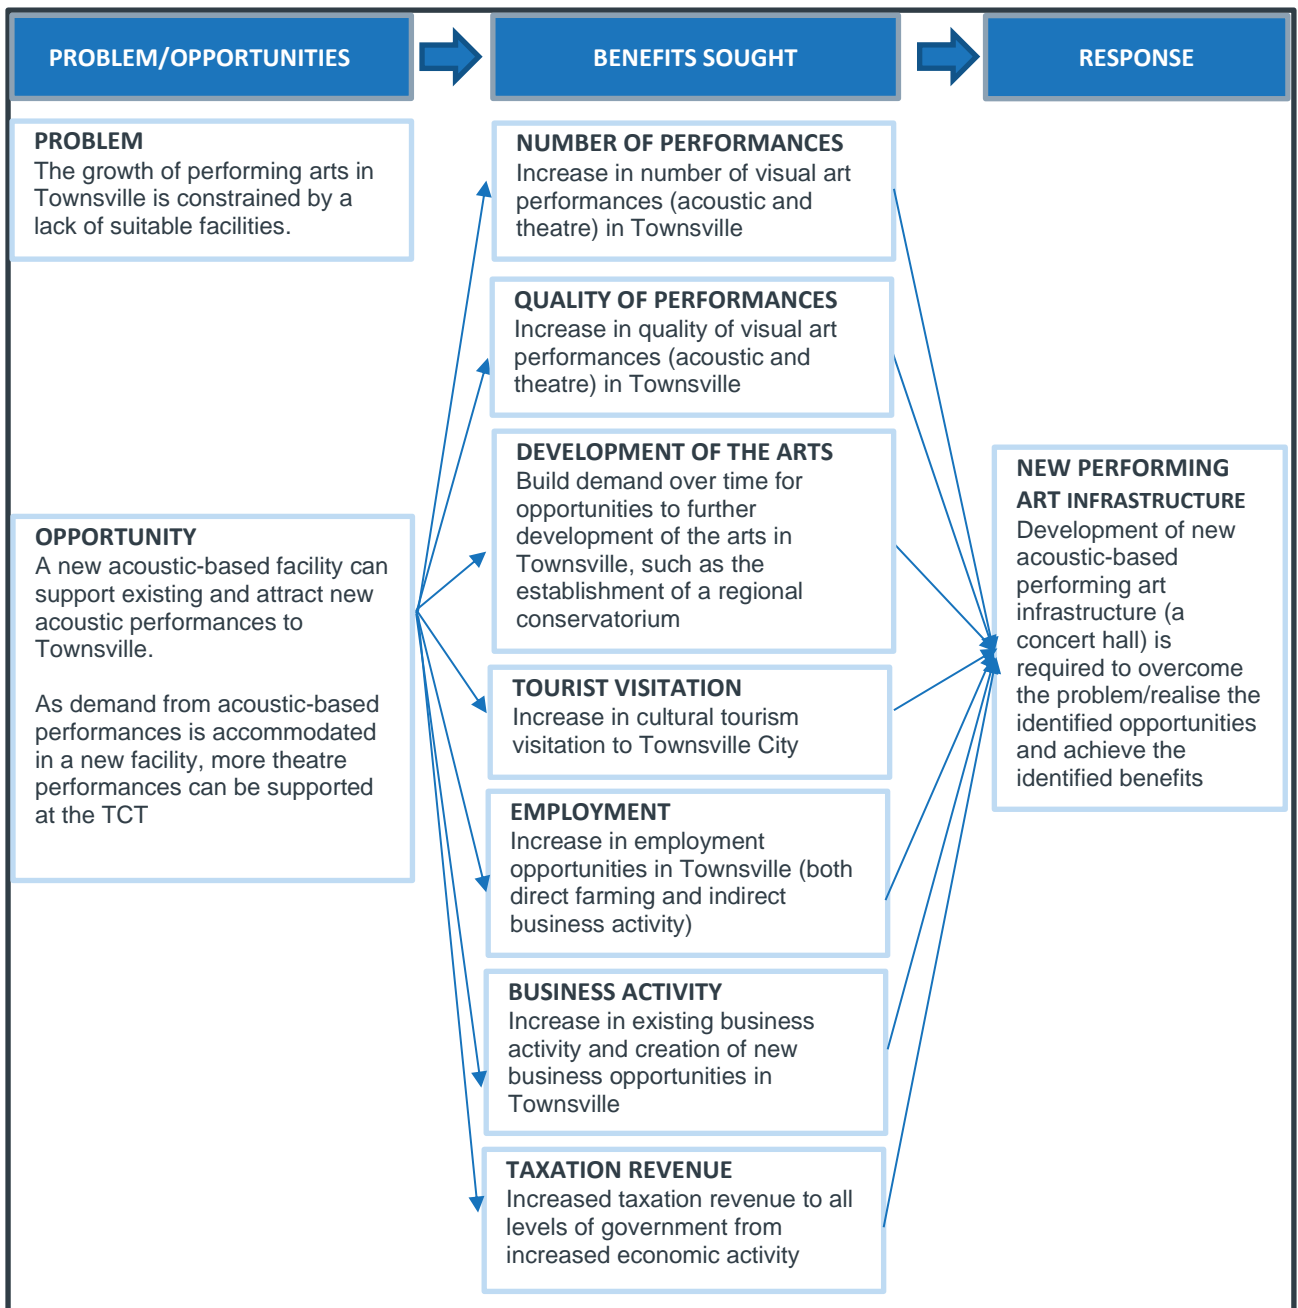 PROBLEM/OPPORTUNITIES
BENEFITS SOUGHT
RESPONSE
PROBLEM
The growth of performing arts in
Townsville is constrained by a
lack of suitable facilities.
OPPORTUNITY
A new acoustic-based facility can
support existing and attract new
acoustic performances to
Townsville.
As demand from acoustic-based
performances is accommodated
in a new facility, more theatre
performances can be supported
at the TCT
NUMBER OF PERFORMANCES
Increase in number of visual art
performances (acoustic and
theatre) in Townsville
QUALITY OF PERFORMANCES
Increase in quality of visual art
performances (acoustic and
theatre) in Townsville
DEVELOPMENT OF THE ARTS
Build demand over time for
opportunities to further
development of the arts in
Townsville, such as the
establishment of a regional
conservatorium
TOURIST VISITATION
Increase in cultural tourism
visitation to Townsville City
EMPLOYMENT
Increase in employment
opportunities in Townsville (both
direct farming and indirect
business activity)
BUSINESS ACTIVITY
Increase in existing business
activity and creation of new
business opportunities in
Townsville
TAXATION REVENUE
Increased taxation revenue to all
levels of government from
increased economic activity
NEW PERFORMING
ART INFRASTRUCTURE
Development of new
acoustic-based
performing art
infrastructure (a
concert hall) is
required to overcome
the problem/realise the
identified opportunities
and achieve the
identified benefits